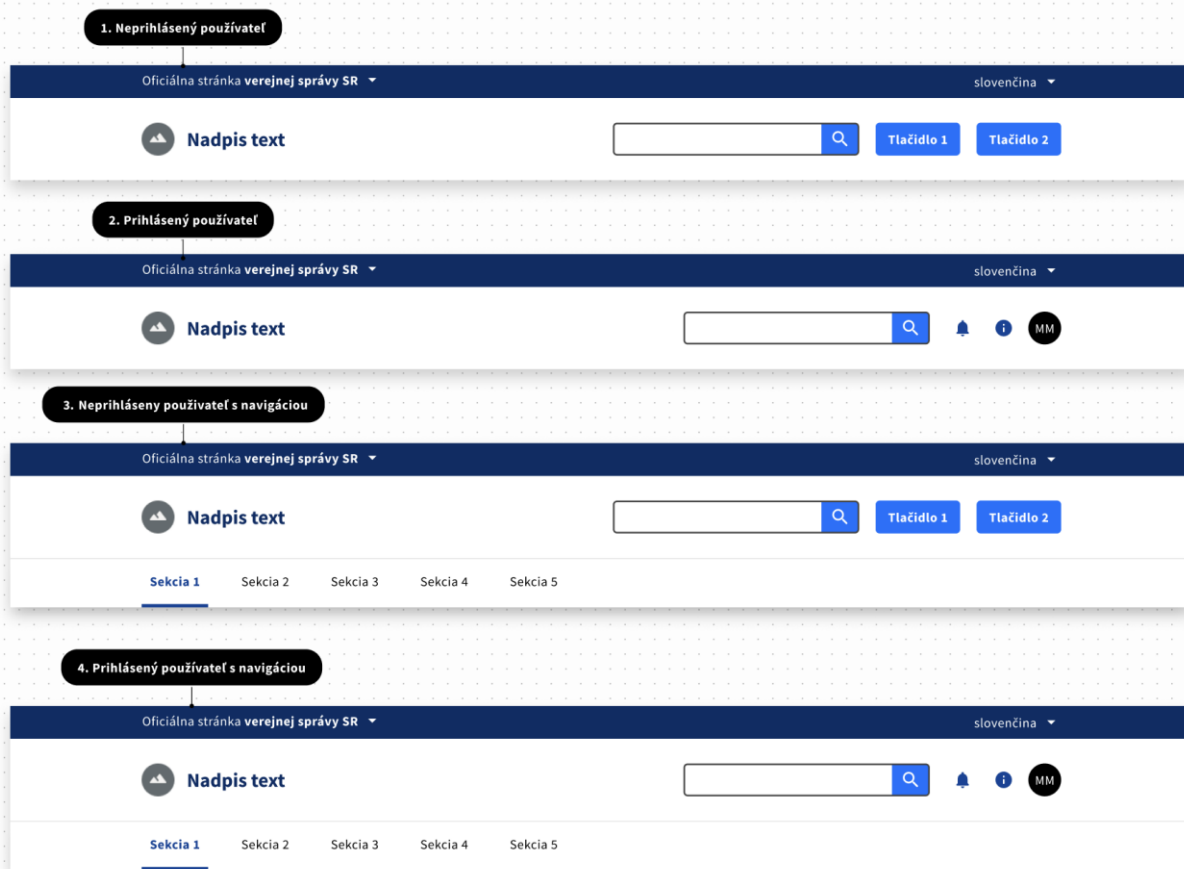 1. Neprihlásený používateľ
Oficiálna stránka verejnej správy SR
slovenčina
Nadpis text
Tlačidlo 1
Tlačidlo 2
2. Prihlásený používateľ
Oficiálna stránka verejnej správy SR
slovenčina
Nadpis text
MM
3. Neprihláseny použivateľ s navigáciou
Oficiálna stránka verejnej správy SR
slovenčina
Nadpis text
Tlačidlo 1
Tlačidlo 2
Sekcia 1 Sekcia 2 Sekcia 3 Sekcia 4 Sekcia 5
4. Prihlásený používateľ s navigáciou
Oficiálna stránka verejnej správy SR
slovenčina
Nadpis text
MM
Sekcia 1 Sekcia 2 Sekcia 3 Sekcia 4 Sekcia 5